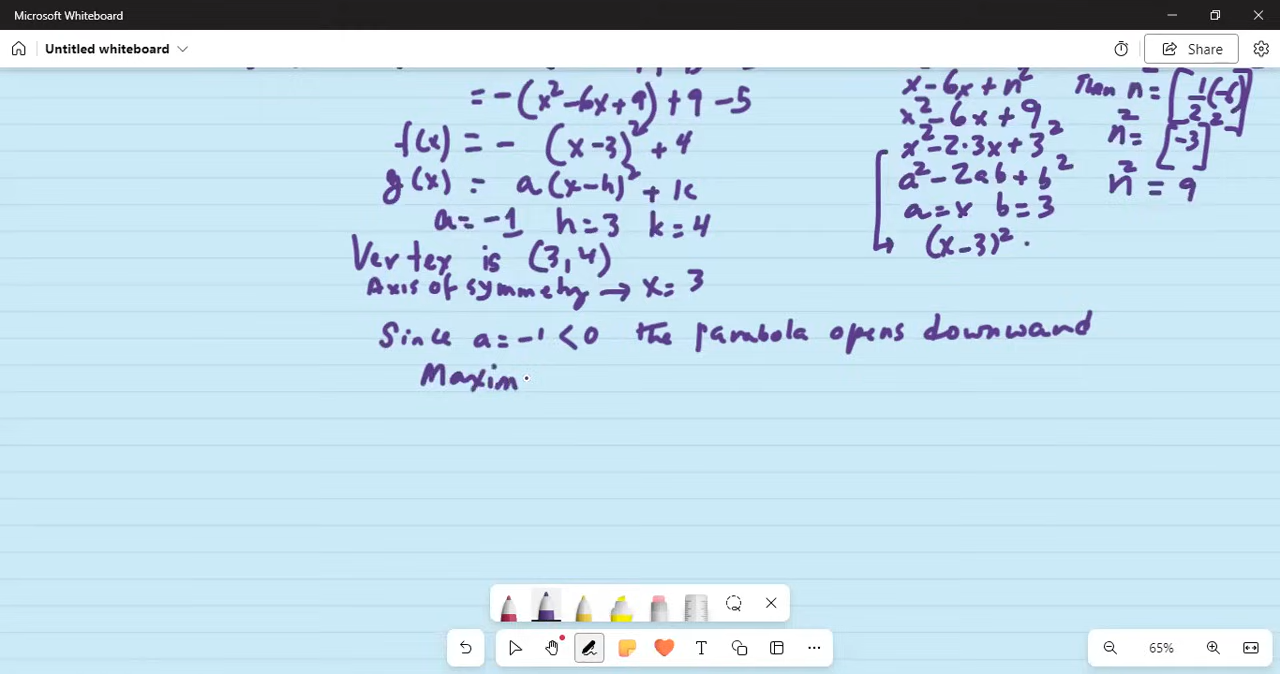 Microsoft Whiteboard
Untitled whiteboard
Share
= -(x²-6x+9)+9-5
f(x) = - (x-3)²+4
g(x) = a(x-h)²+k
a=-1 h=3 k=4
Vertex is (3,4)
Axis of symmetry → x=3
Since a=-1<0 the parabola opens downward
Maxim
x-6x+n²
x²-6x+9
x²-2·3x+3²
a²-2ab+b²
a=x b=3
(x-3)²
Than n²=[1/2(-6)]²
n²=[-3]²
n²=9
65%